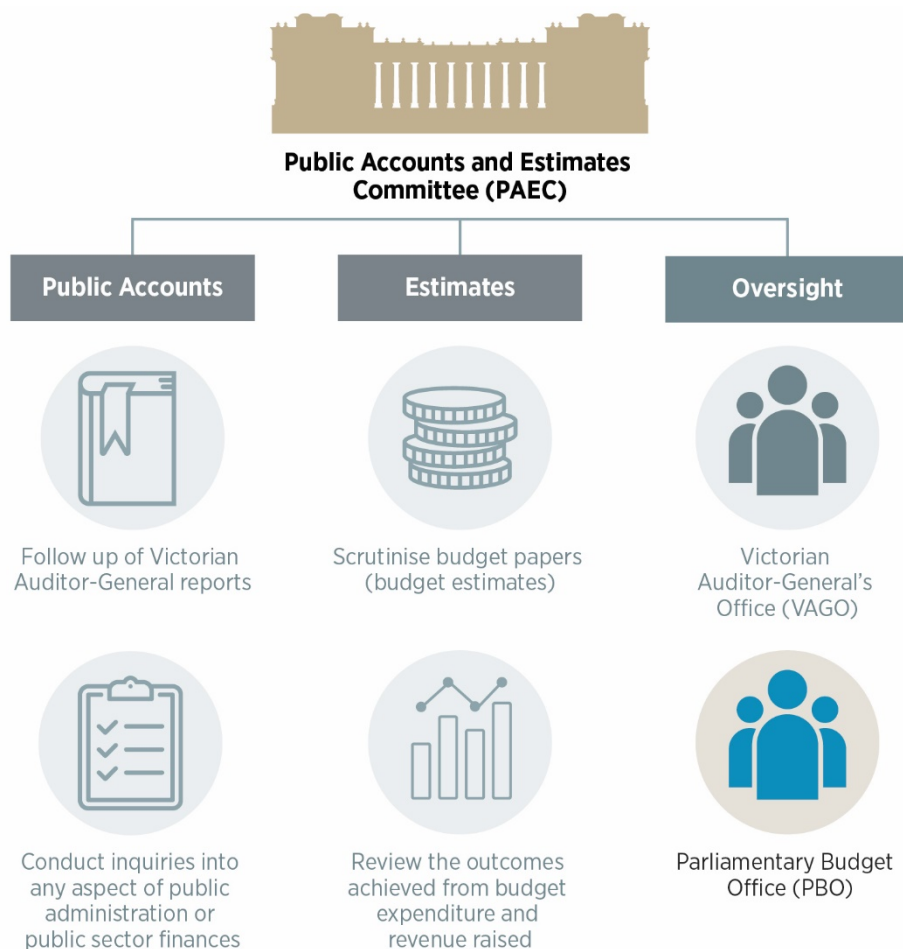 Public Accounts and Estimates
Committee (PAEC)
Public Accounts
Estimates
Oversight
Follow up of Victorian
Auditor-General reports
Scrutinise budget papers
(budget estimates)
Victorian
Auditor-General’s
Office (VAGO)
Conduct inquiries into
any aspect of public
administration or
public sector finances
Review the outcomes
achieved from budget
expenditure and
revenue raised
Parliamentary Budget
Office (PBO)